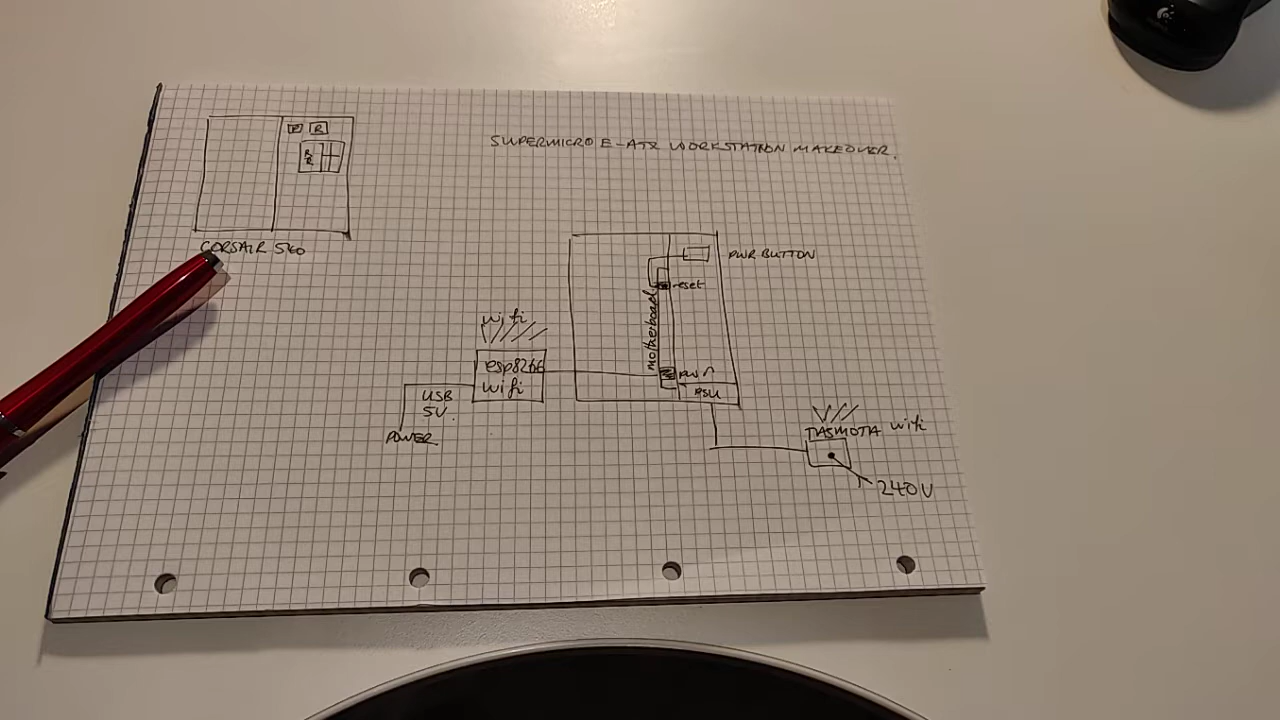 SUPERMICRO E-ATX WORKSTATION MAKEOVER.
P R
CORSAIR 540
PWR BUTTON
reset
motherboard
wifi
esp8266
wifi
pwr
PSU
USB
5V.
POWER
TASMOTA wifi
240V